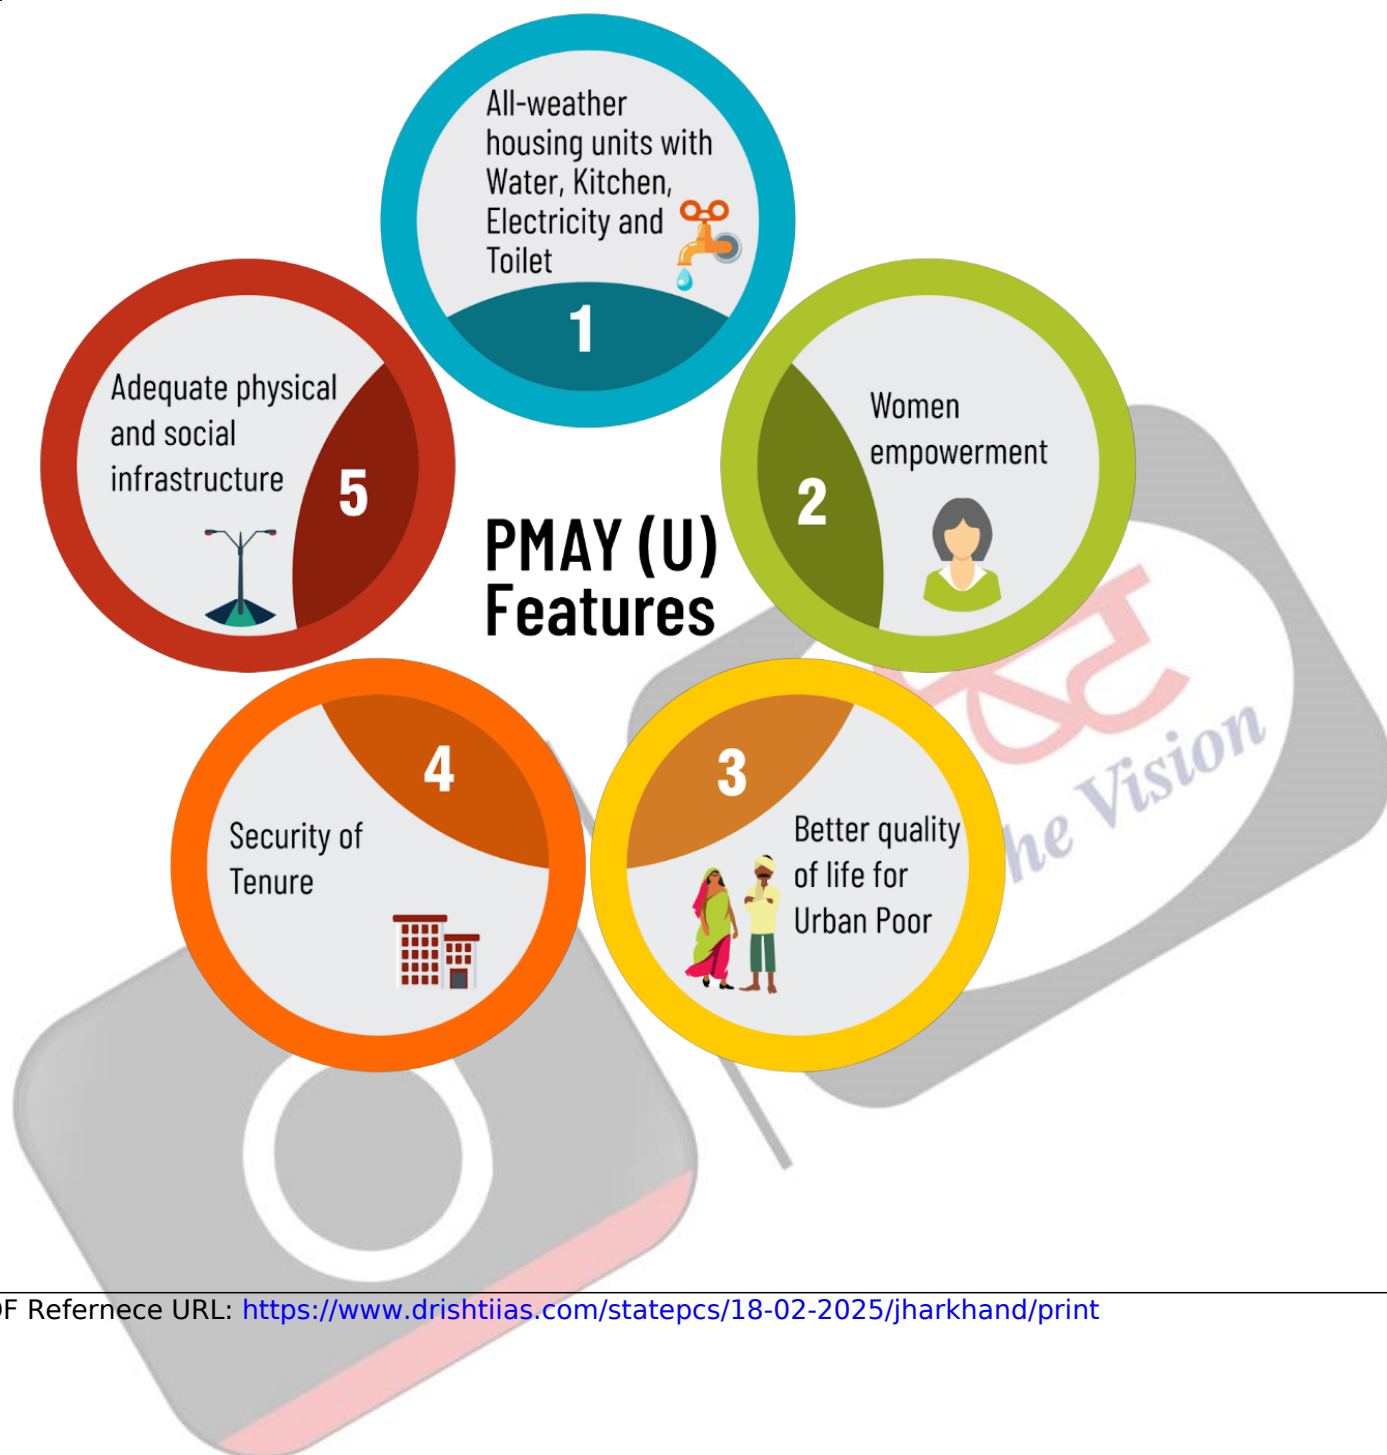 All-weather
housing units with
Water, Kitchen,
Electricity and
Toilet
1
Women
empowerment
2
3
Better quality
of life for
Urban Poor
4
Security of
Tenure
Adequate physical
and social
infrastructure
5
PMAY (U)
Features
he Vision
F Refernece URL: https://www.drishtiias.com/statepcs/18-02-2025/jharkhand/print